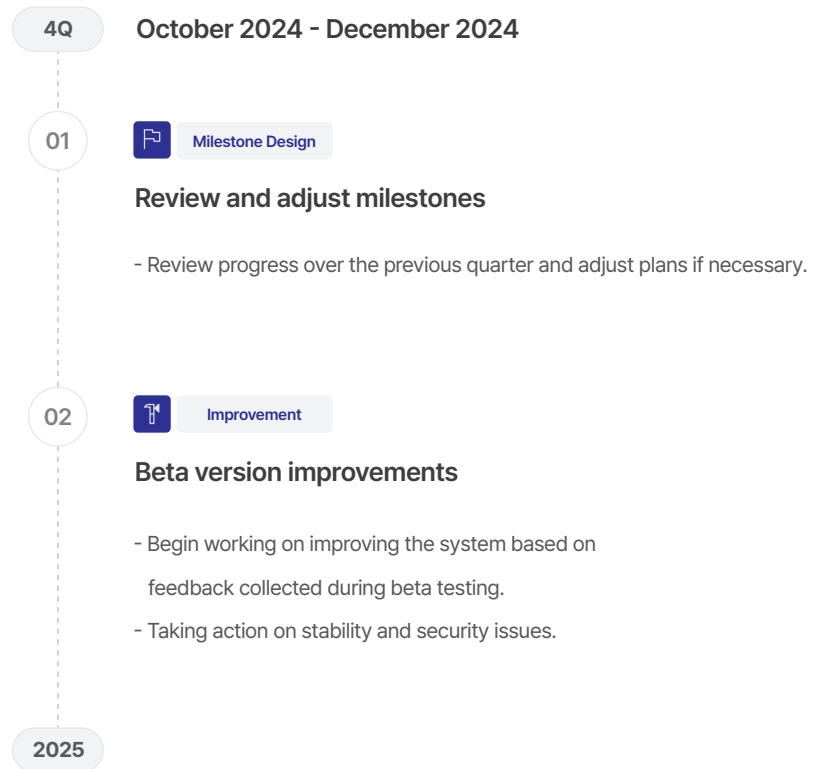 4Q
October 2024 - December 2024
01
Milestone Design
Review and adjust milestones
- Review progress over the previous quarter and adjust plans if necessary.
02
Improvement
Beta version improvements
- Begin working on improving the system based on
feedback collected during beta testing.
- Taking action on stability and security issues.
2025